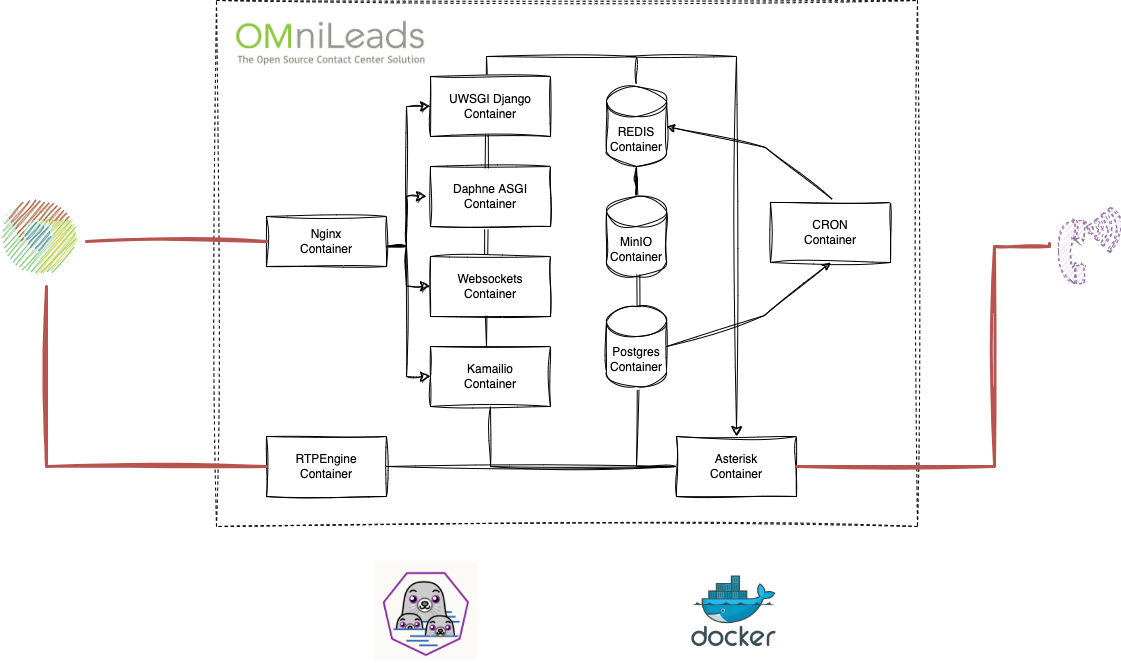 OMniLeads
The Open Source Contact Center Solution
UWSGI Django
Container
REDIS
Container
Daphne ASGI
Container
Nginx
Container
MinIO
Container
CRON
Container
Websockets
Container
Postgres
Container
Kamailio
Container
RTPEngine
Container
Asterisk
Container
docker